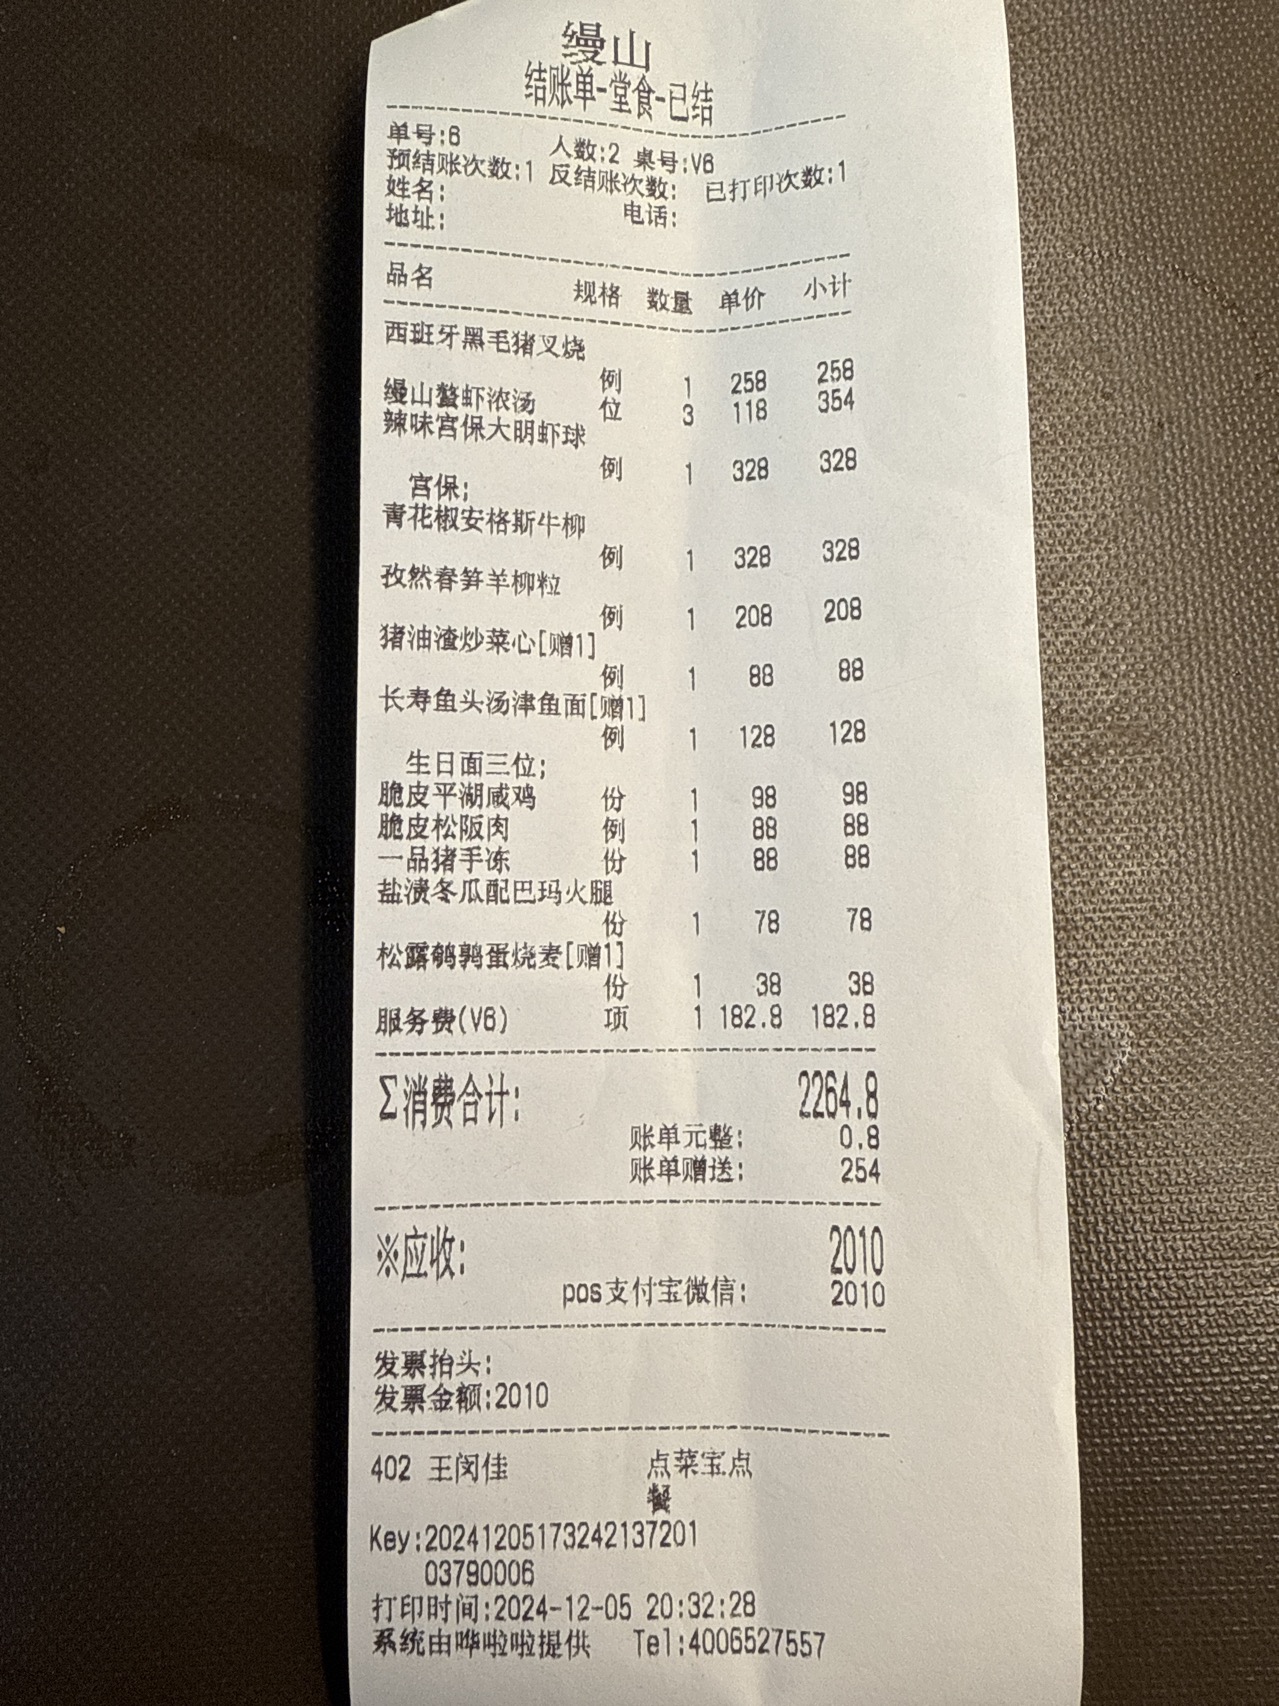 缦山
结账单-堂食-已结
单号:6 人数:2 桌号:V6
预结账次数:1 反结账次数: 已打印次数:1
姓名: 电话:
地址:
品名 规格 数量 单价 小计
西班牙黑毛猪叉烧
例 1 258 258
缦山螯虾浓汤 位 3 118 354
辣味宫保大明虾球
例 1 328 328
宫保;
青花椒安格斯牛柳
例 1 328 328
孜然春笋羊柳粒
例 1 208 208
猪油渣炒菜心[赠1]
例 1 88 88
长寿鱼头汤津鱼面[赠1]
例 1 128 128
生日面三位;
脆皮平湖咸鸡 份 1 98 98
脆皮松阪肉 例 1 88 88
一品猪手冻 份 1 88 88
盐渍冬瓜配巴玛火腿
份 1 78 78
松露鹌鹑蛋烧麦[赠1]
份 1 38 38
服务费(V6) 项 1 182.8 182.8
Σ消费合计: 2264.8
账单元整: 0.8
账单赠送: 254
※应收: 2010
pos支付宝微信: 2010
发票抬头:
发票金额:2010
402 王闵佳 点菜宝点
餐
Key:20241205173242137201
03790006
打印时间:2024-12-05 20:32:28
系统由哗啦啦提供 Tel:4006527557